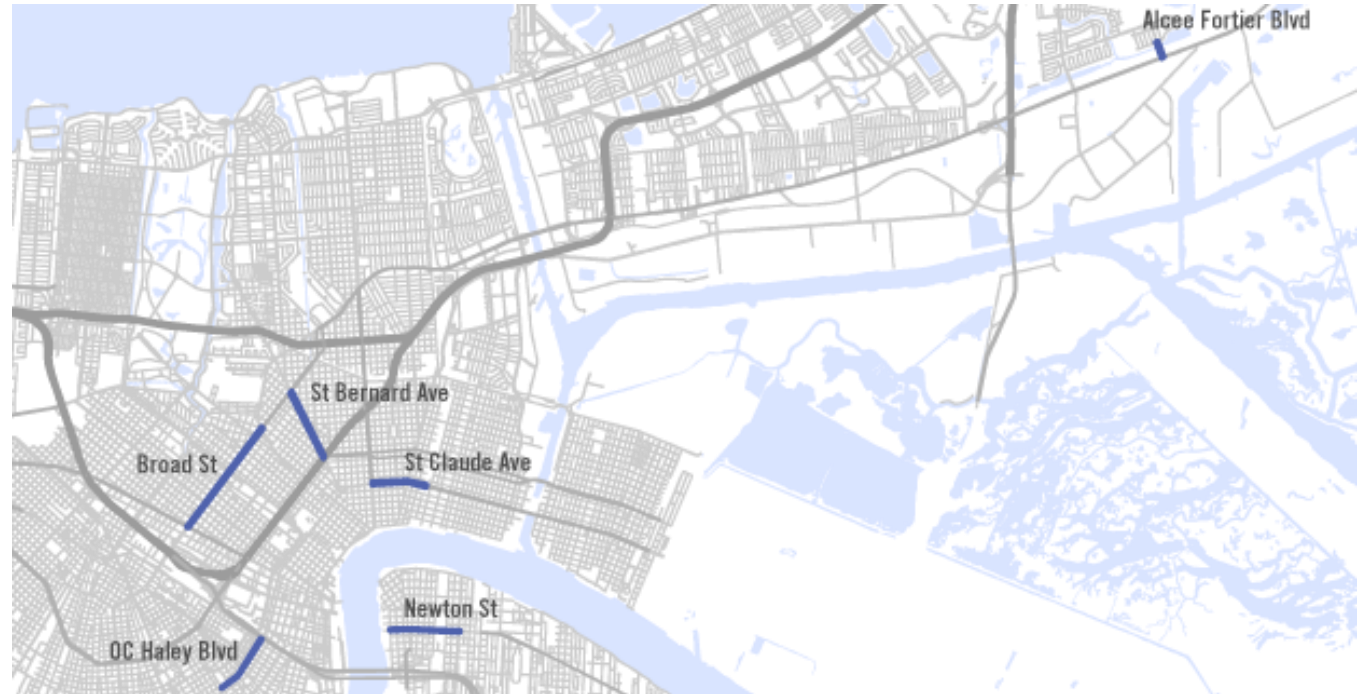 Alcee Fortier Blvd
St Bernard Ave
Broad St
St Claude Ave
Newton St
OC Haley Blvd